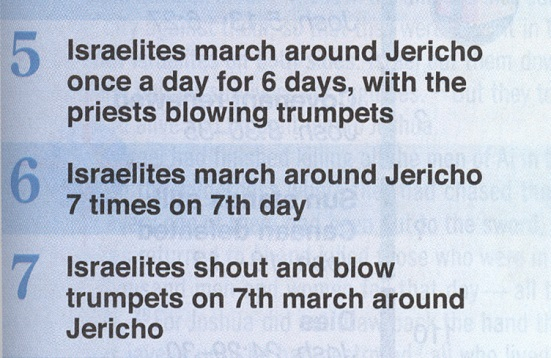 5 Israelites march around Jericho
once a day for 6 days, with the
priests blowing trumpets
6 Israelites march around Jericho
7 times on 7th day
7 Israelites shout and blow
trumpets on 7th march around
Jericho